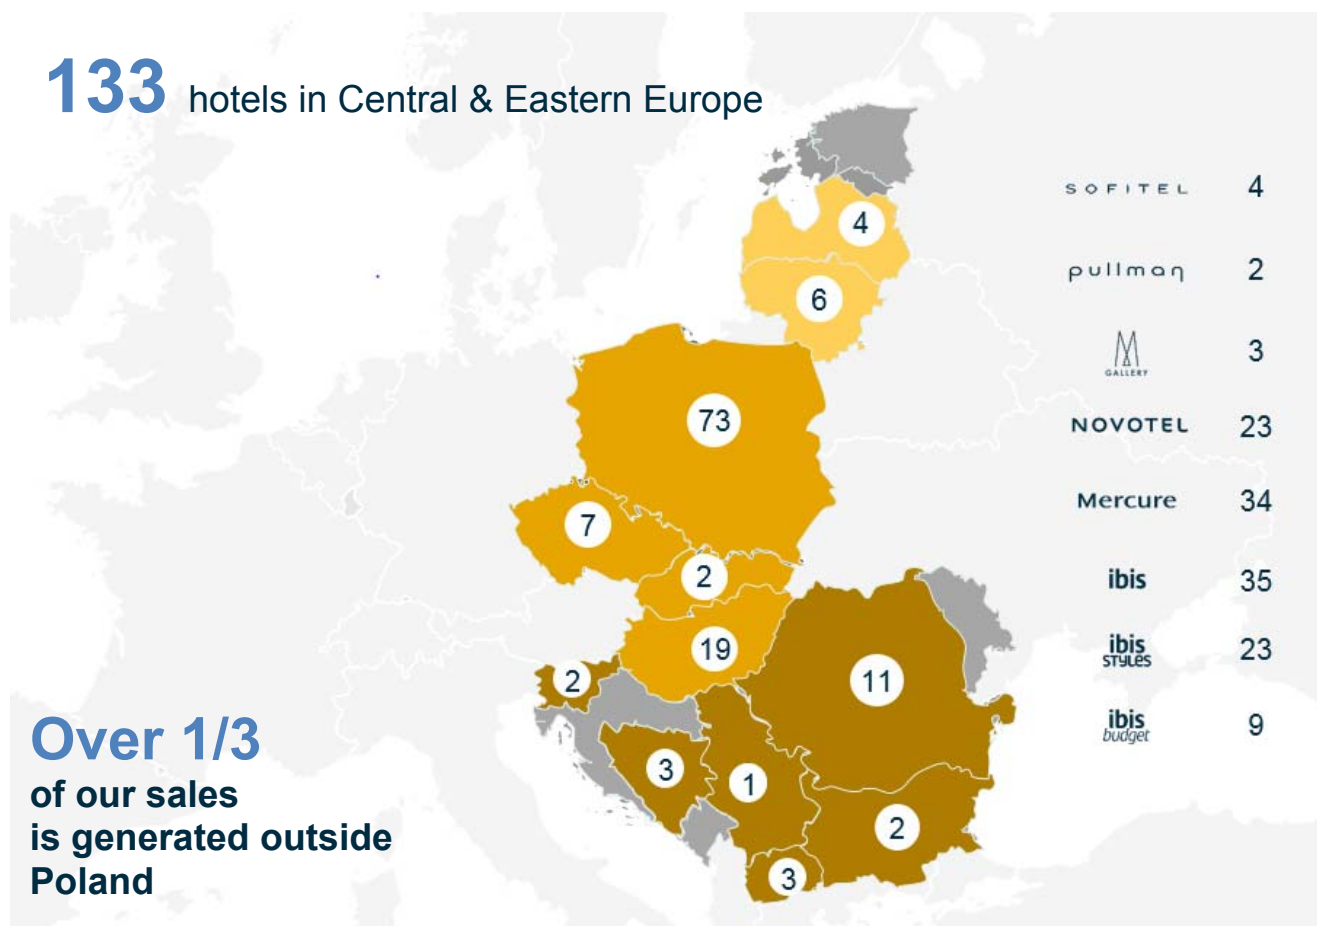 133 hotels in Central & Eastern Europe
SOFITEL 4
pullman 2
M
GALLERY 3
NOVOTEL 23
Mercure 34
ibis 35
ibis
STYLES 23
ibis
budget 9
4
6
73
7
2
19
2
11
3
1
2
3
Over 1/3
of our sales
is generated outside
Poland